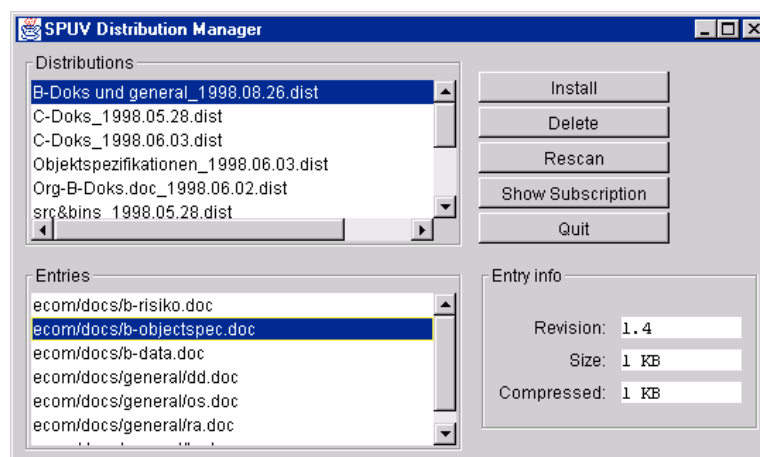 SPUV Distribution Manager
Distributions
B-Doks und general_1998.08.26.dist
C-Doks_1998.05.28.dist
C-Doks_1998.06.03.dist
Objektspezifikationen_1998.06.03.dist
Org-B-Doks.doc_1998.06.02.dist
src&bins_1998.05.28.dist
Install
Delete
Rescan
Show Subscription
Quit
Entries
ecom/docs/b-risiko.doc
ecom/docs/b-objectspec.doc
ecom/docs/b-data.doc
ecom/docs/general/dd.doc
ecom/docs/general/os.doc
ecom/docs/general/ra.doc
Entry info
Revision: 1.4
Size: 1 KB
Compressed: 1 KB